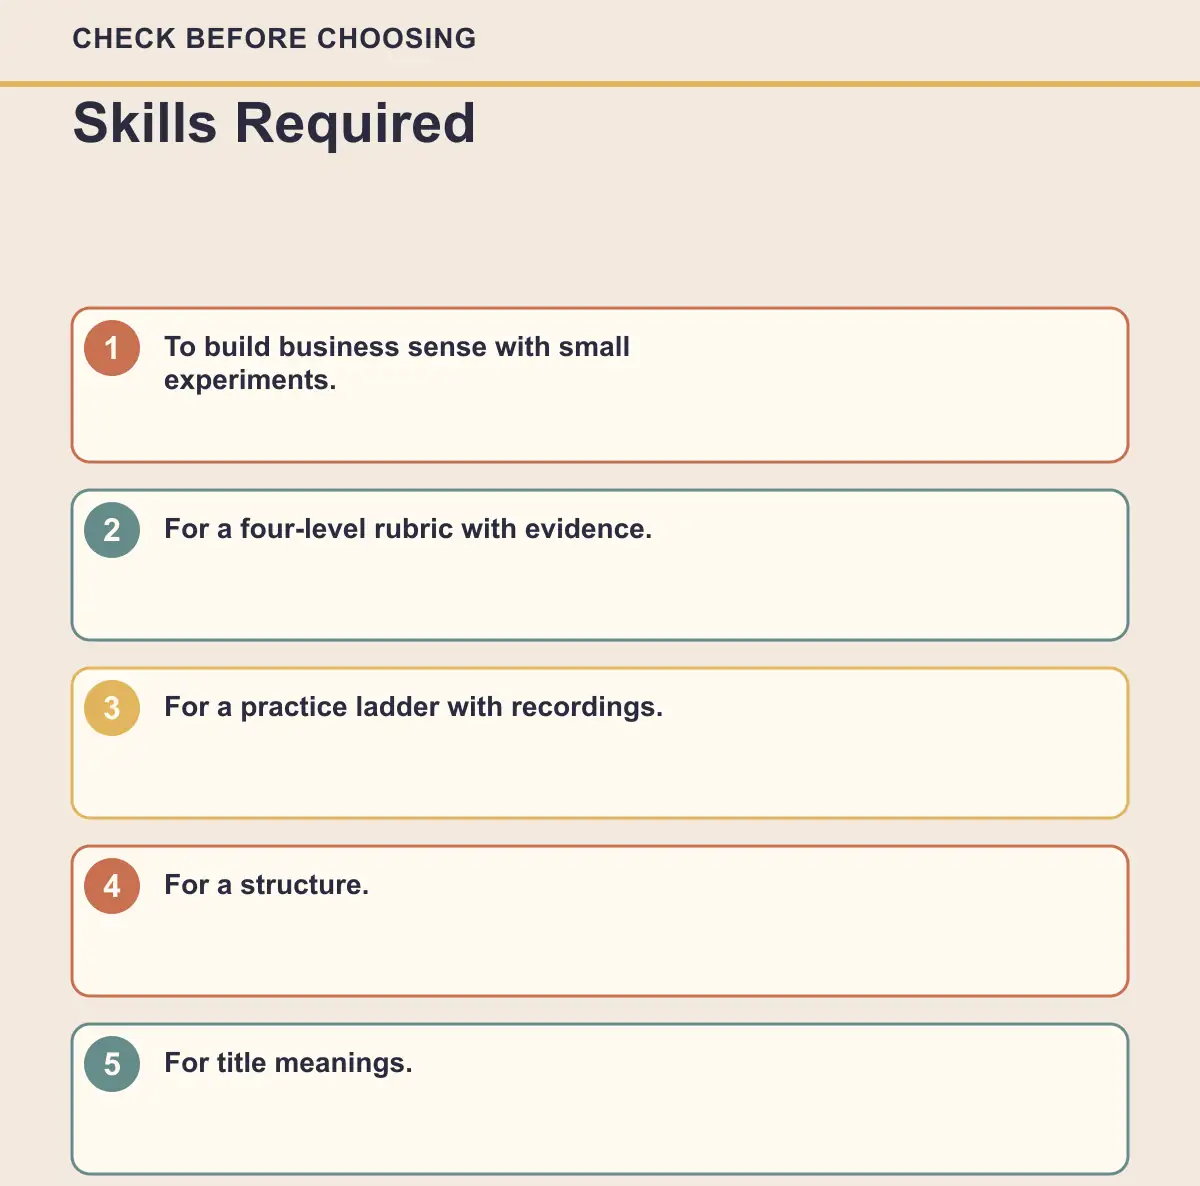 CHECK BEFORE CHOOSING
Skills Required
1
To build business sense with small
experiments.
2
For a four-level rubric with evidence.
3
For a practice ladder with recordings.
4
For a structure.
5
For title meanings.